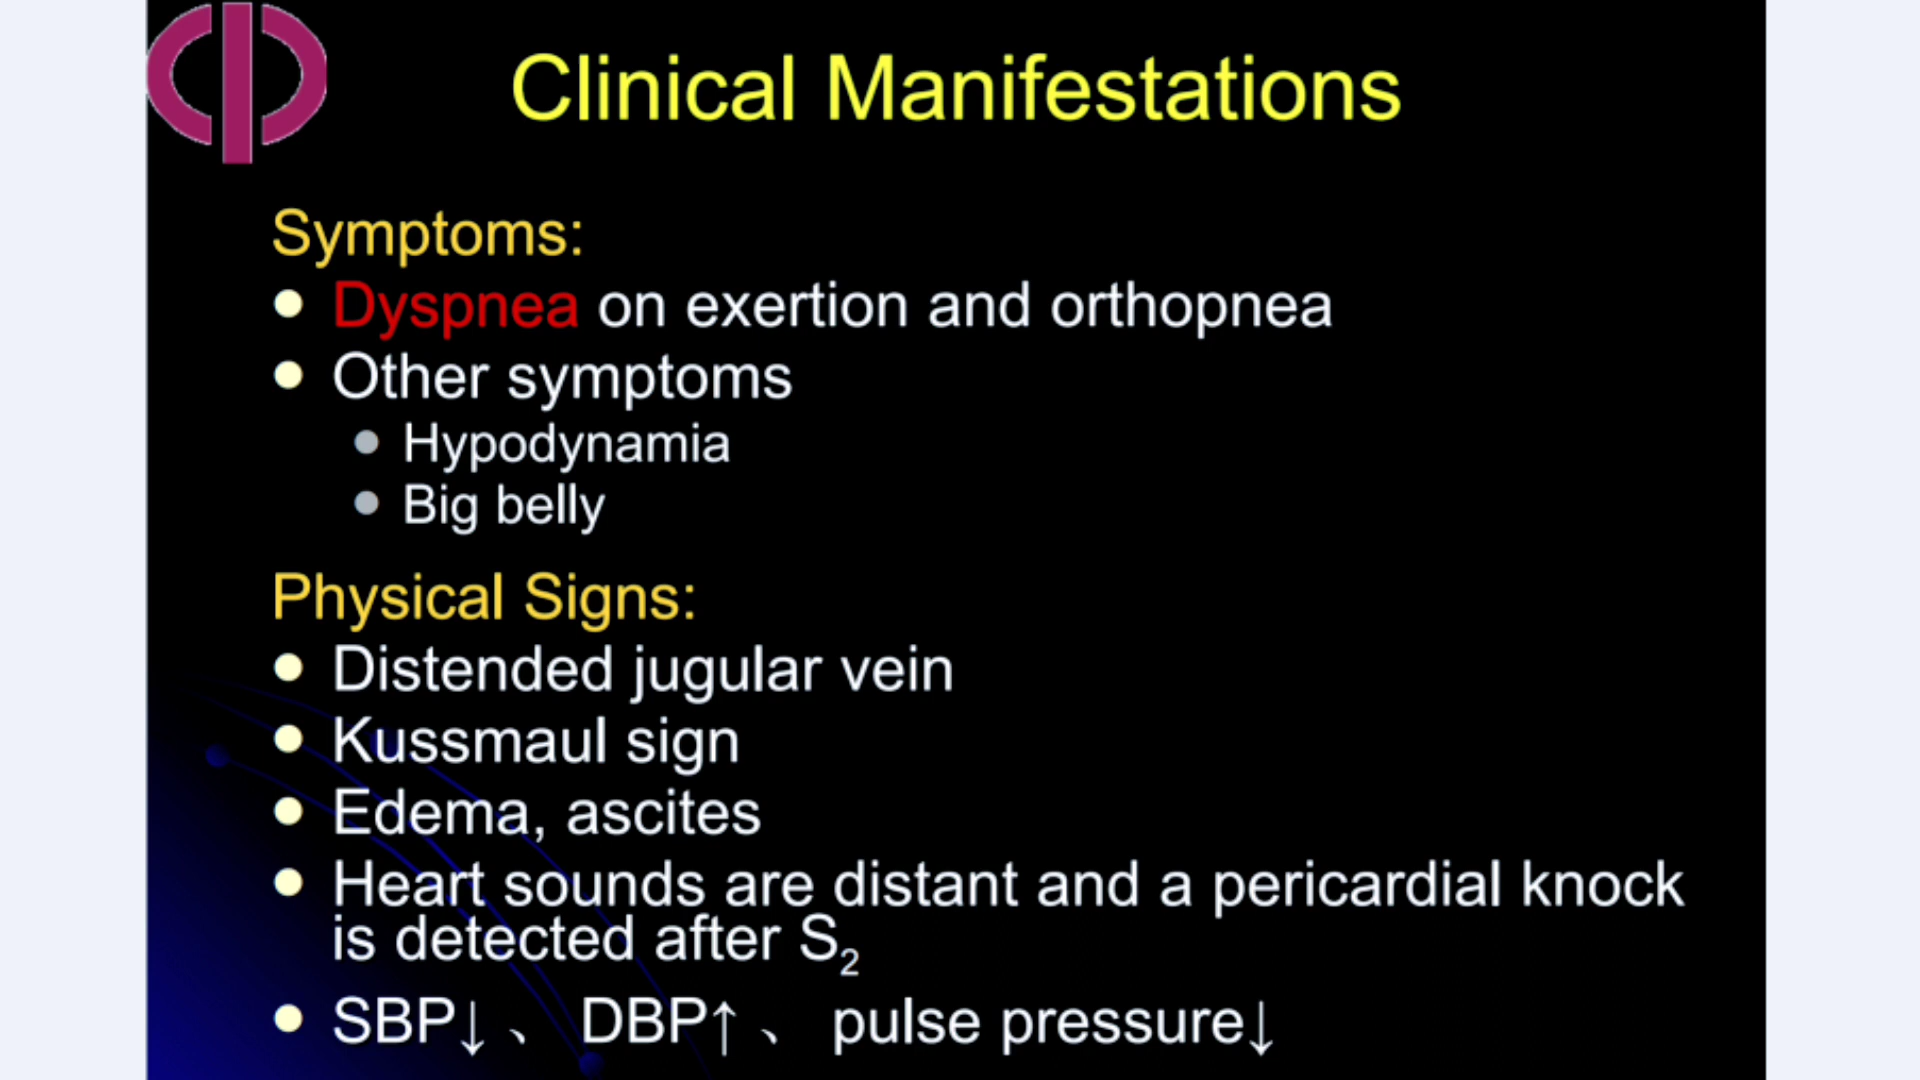 Clinical Manifestations
Symptoms:
Dyspnea on exertion and orthopnea
Other symptoms
Hypodynamia
Big belly
Physical Signs:
Distended jugular vein
Kussmaul sign
Edema, ascites
Heart sounds are distant and a pericardial knock
is detected after S₂
SBP↓、 DBP↑、 pulse pressure↓